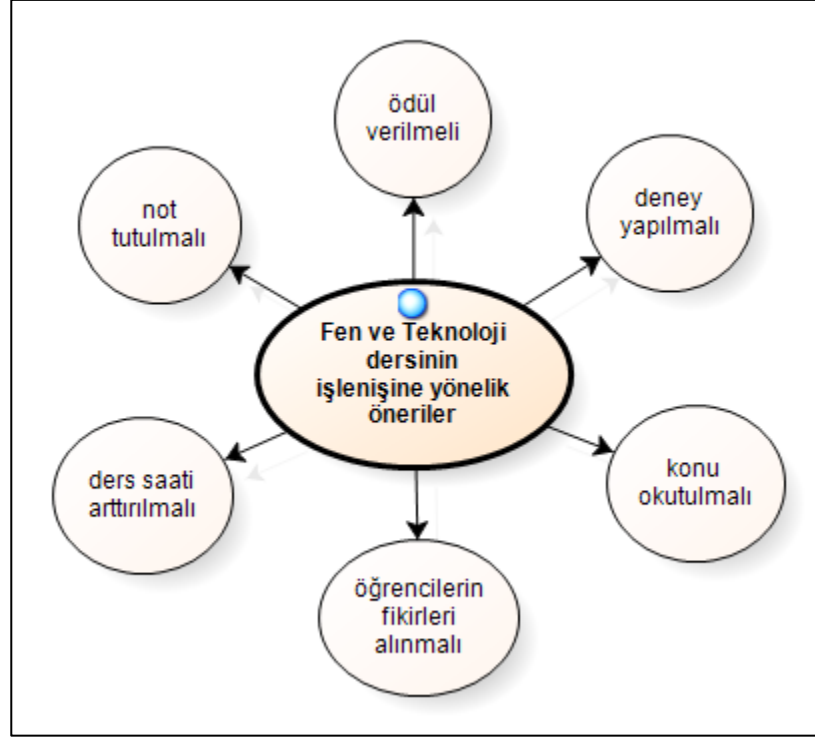 ödül
verilmeli
not
tutulmalı
deney
yapılmalı
Fen ve Teknoloji
dersinin
işlenişine yönelik
öneriler
ders saati
arttırılmalı
konu
okutulmalı
öğrencilerin
fikirleri
alınmalı